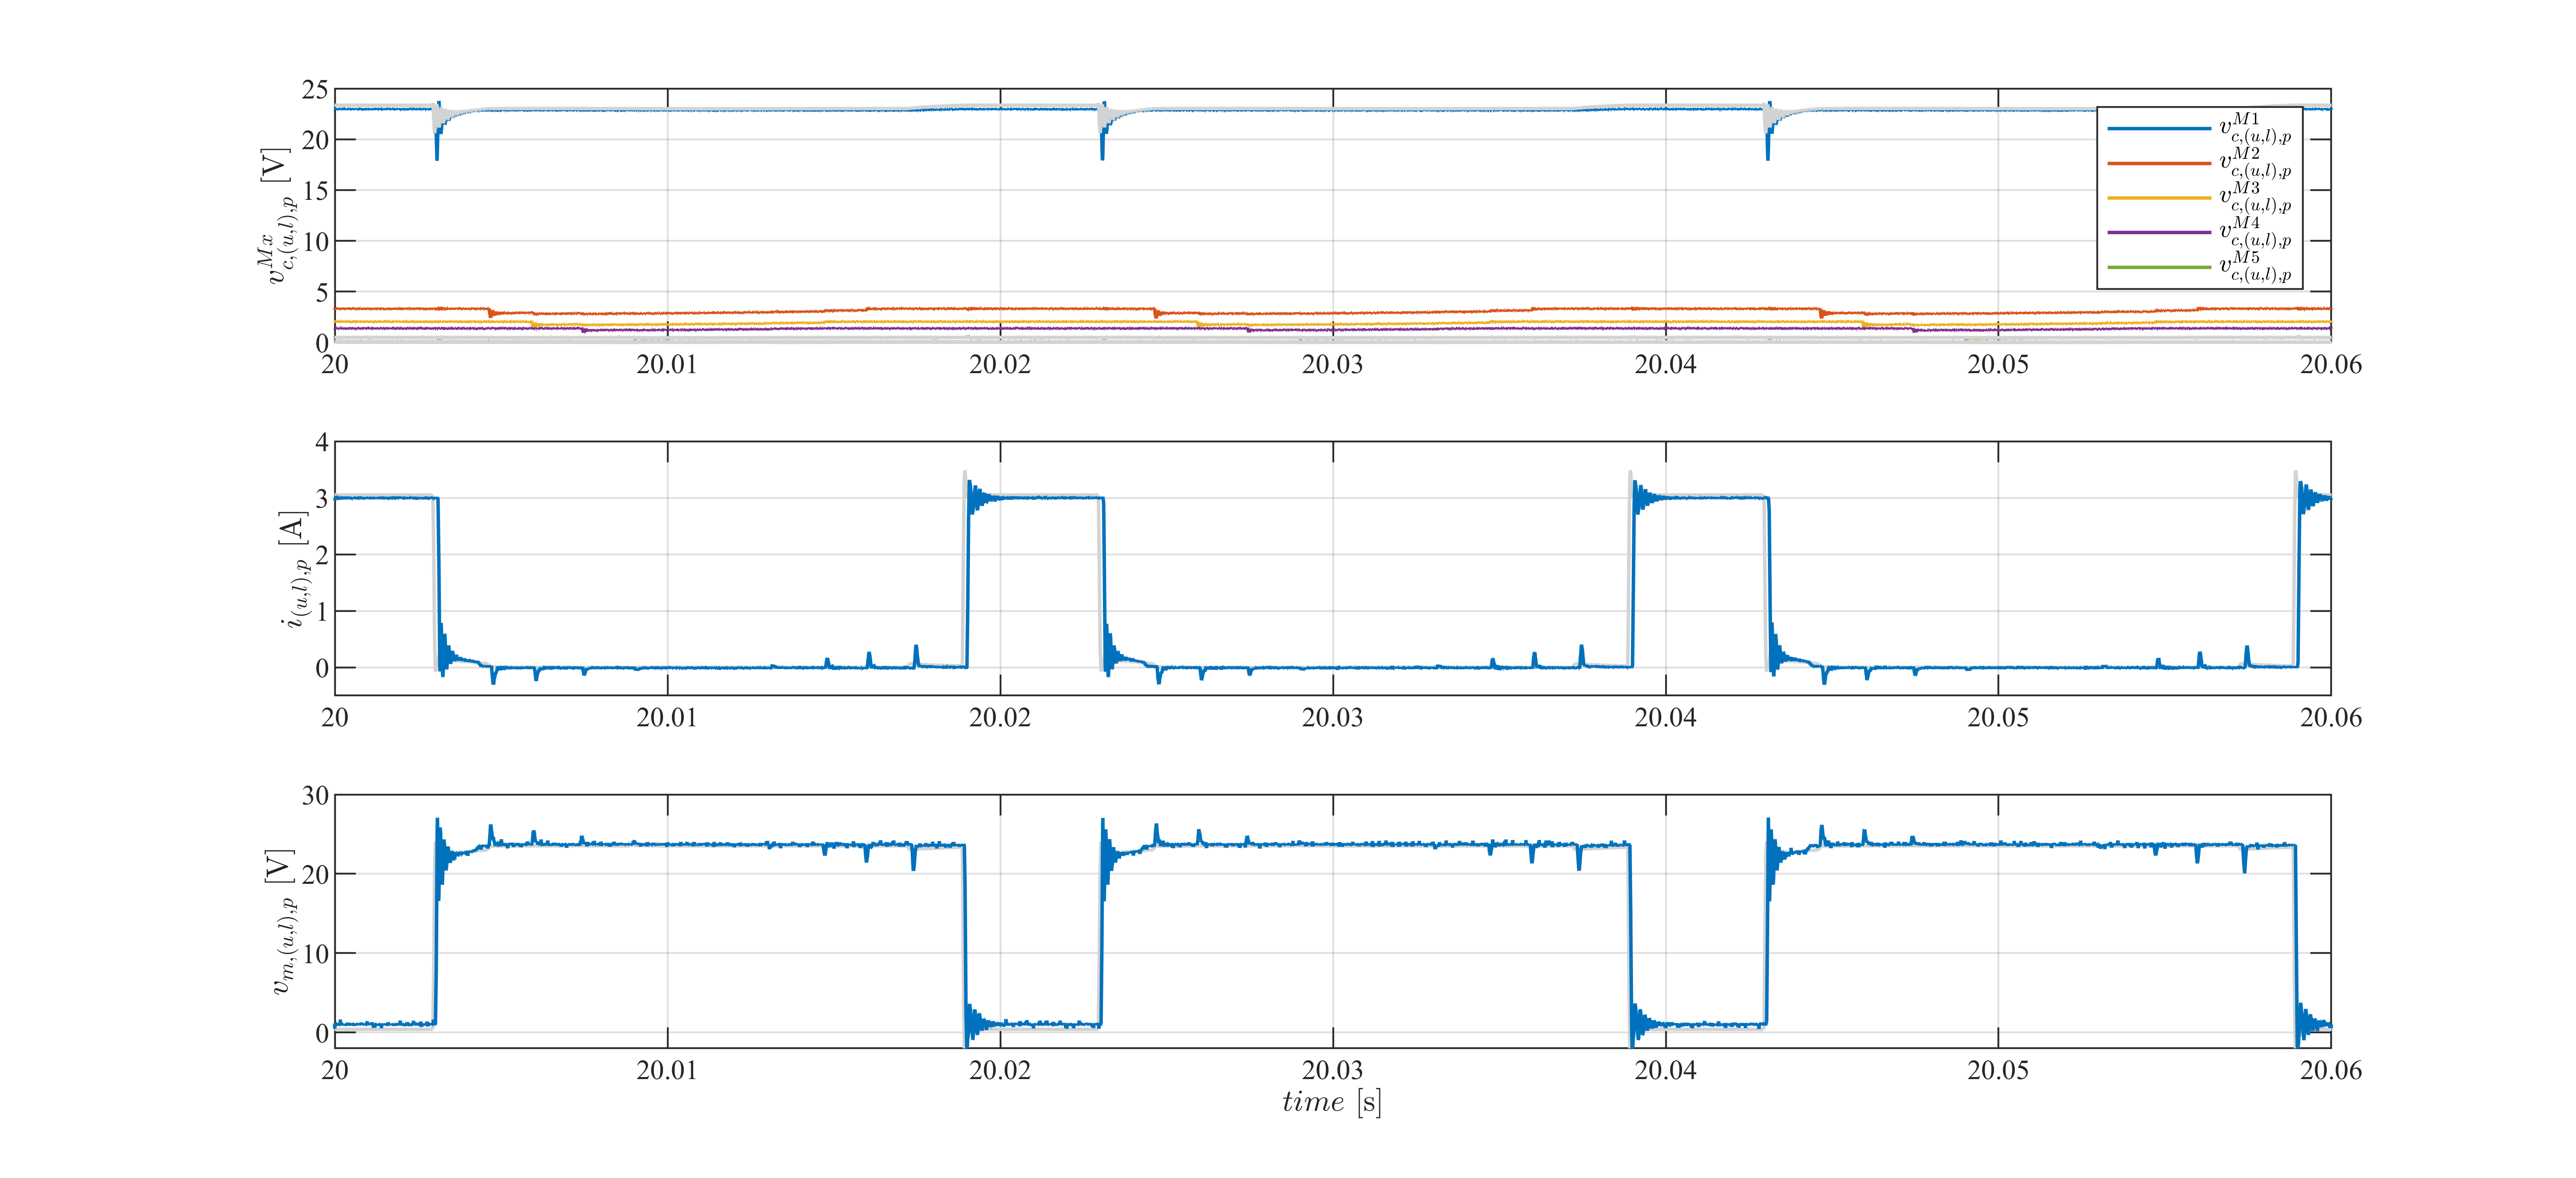 25
20
15
10
5
0
v^{Mx}_{c,(u,l),p} [V]
20 20.01 20.02 20.03 20.04 20.05 20.06
v^{M1}_{c,(u,l),p}
v^{M2}_{c,(u,l),p}
v^{M3}_{c,(u,l),p}
v^{M4}_{c,(u,l),p}
v^{M5}_{c,(u,l),p}
4
3
2
1
0
i_{(u,l),p} [A]
20 20.01 20.02 20.03 20.04 20.05 20.06
30
20
10
0
v_{m,(u,l),p} [V]
20 20.01 20.02 20.03 20.04 20.05 20.06
time [s]